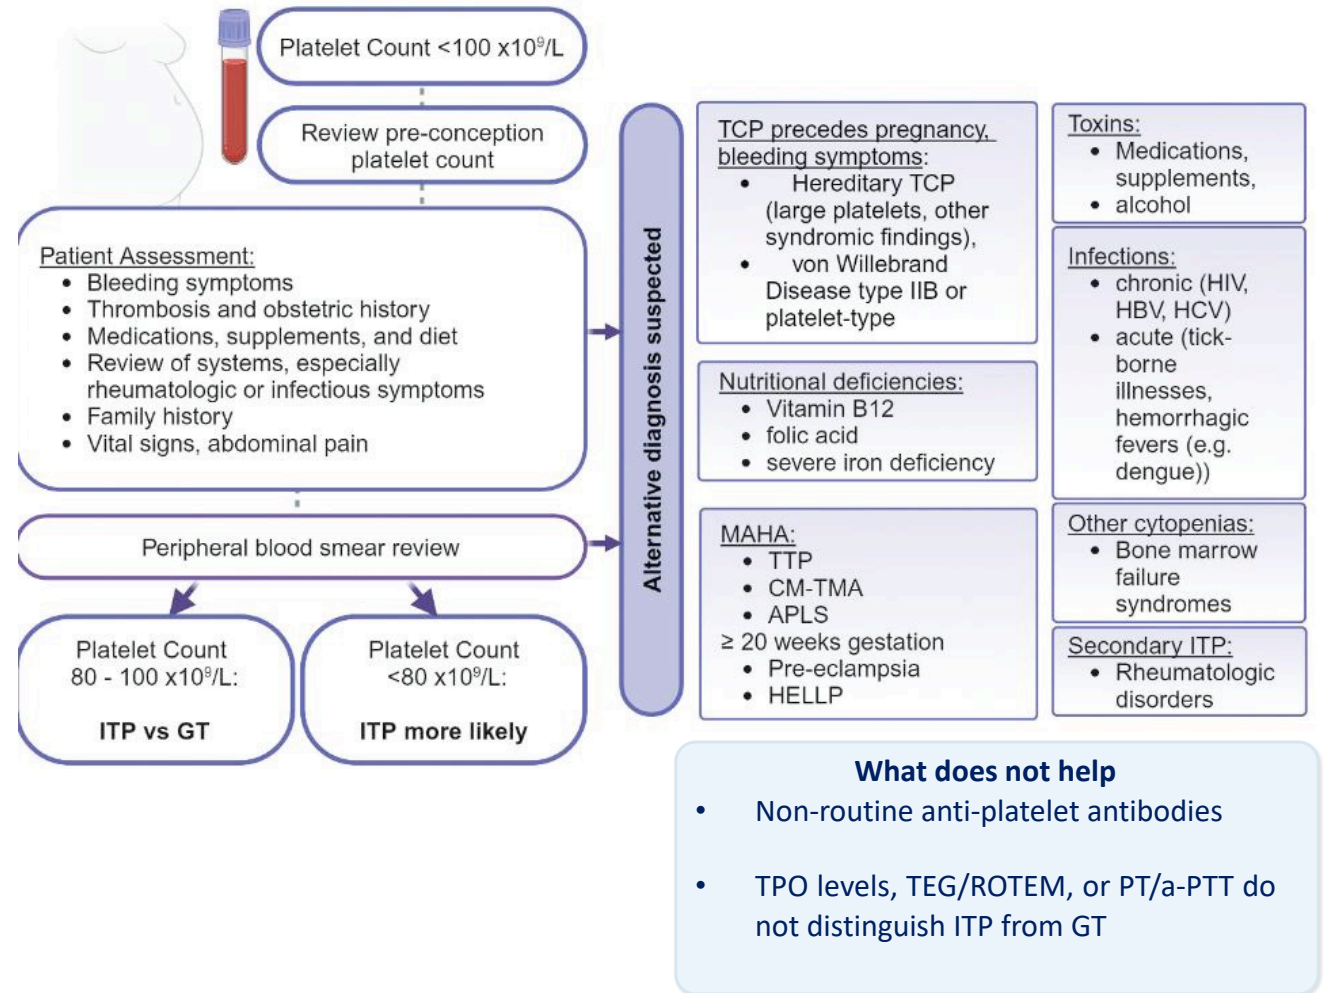 Platelet Count <100 x10⁹/L
Review pre-conception
platelet count
Patient Assessment:
• Bleeding symptoms
• Thrombosis and obstetric history
• Medications, supplements, and diet
• Review of systems, especially
rheumatologic or infectious symptoms
• Family history
• Vital signs, abdominal pain
Peripheral blood smear review
Platelet Count
80 - 100 x10⁹/L:
ITP vs GT
Platelet Count
<80 x10⁹/L:
ITP more likely
Alternative diagnosis suspected
TCP precedes pregnancy,
bleeding symptoms:
• Hereditary TCP
(large platelets, other
syndromic findings),
• von Willebrand
Disease type IIB or
platelet-type
Nutritional deficiencies:
• Vitamin B12
• folic acid
• severe iron deficiency
MAHA:
• TTP
• CM-TMA
• APLS
≥ 20 weeks gestation
• Pre-eclampsia
• HELLP
Toxins:
• Medications,
supplements,
• alcohol
Infections:
• chronic (HIV,
HBV, HCV)
• acute (tick-
borne
illnesses,
hemorrhagic
fevers (e.g.
dengue))
Other cytopenias:
• Bone marrow
failure
syndromes
Secondary ITP:
• Rheumatologic
disorders
What does not help
• Non-routine anti-platelet antibodies
• TPO levels, TEG/ROTEM, or PT/a-PTT do
not distinguish ITP from GT